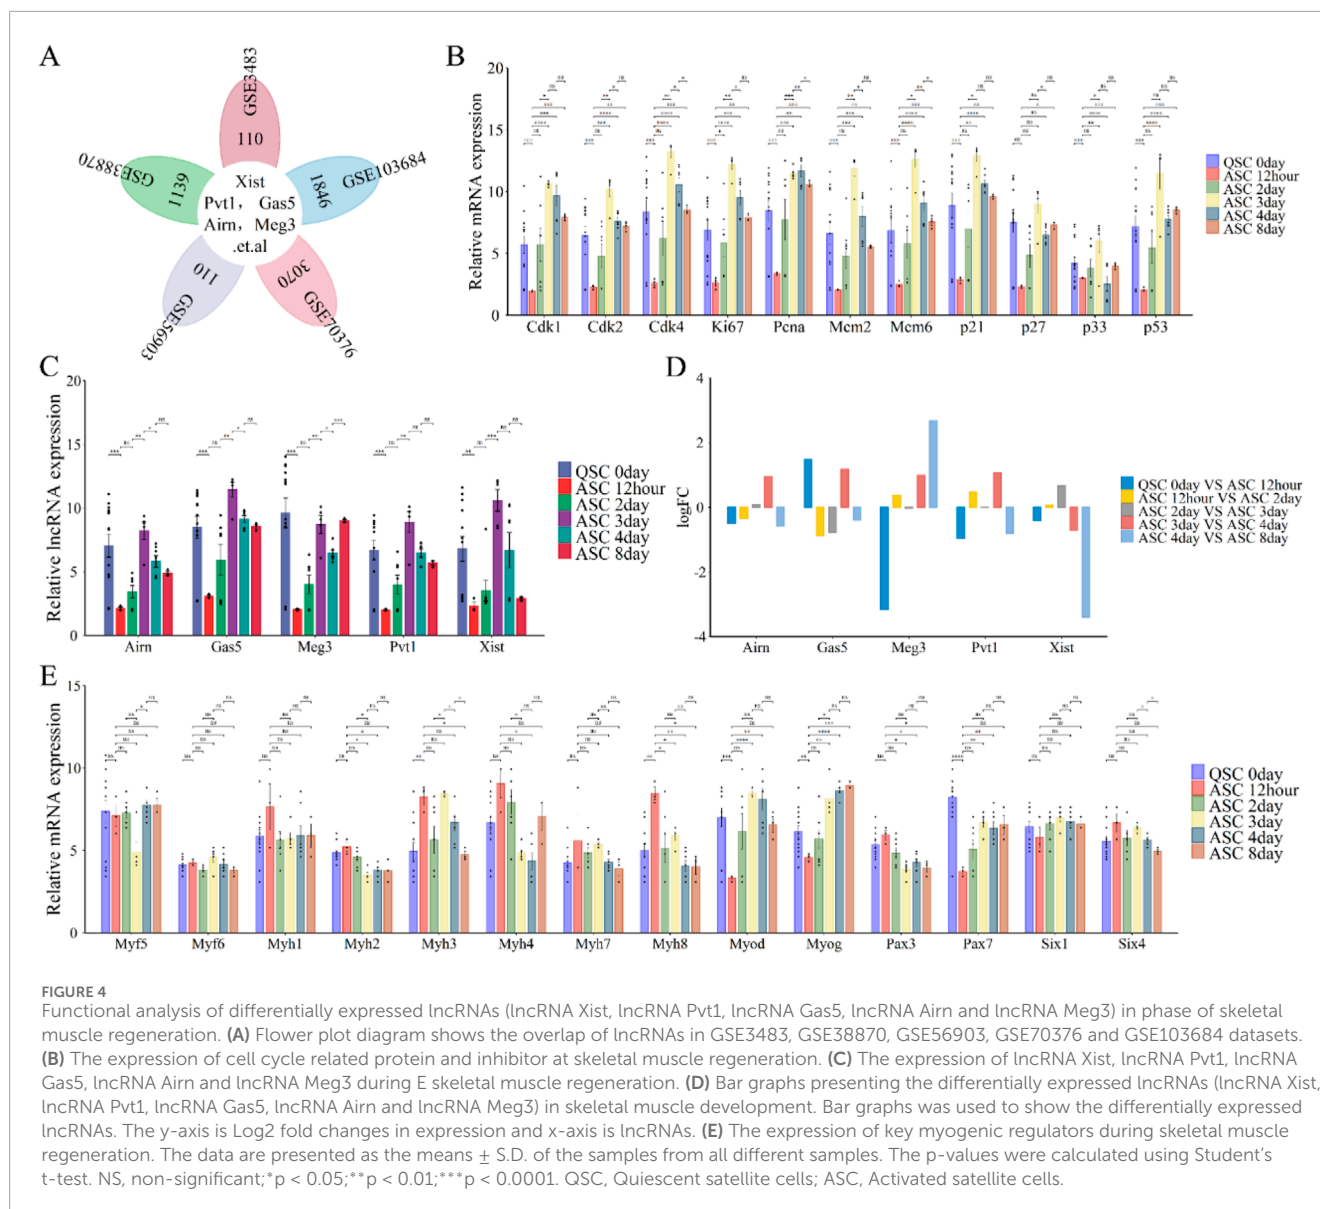 A
GSE3483
110
GSE38870
1139
1846
GSE103684
Xist
Pvt1, Gas5
Airn, Meg3
.et.al
110
GSE56903
3070
GSE70376
B
Relative mRNA expression
20
15
10
5
0
Cdk1 Cdk2 Cdk4 Ki67 Pcna Mcm2 Mcm6 p21 p27 p33 p53
QSC 0day
ASC 12hour
ASC 2day
ASC 3day
ASC 4day
ASC 8day
C
Relative lncRNA expression
20
15
10
5
0
Airn Gas5 Meg3 Pvt1 Xist
QSC 0day
ASC 12hour
ASC 2day
ASC 3day
ASC 4day
ASC 8day
D
logFC
4
2
0
-2
-4
Airn Gas5 Meg3 Pvt1 Xist
QSC 0day VS ASC 12hour
ASC 12hour VS ASC 2day
ASC 2day VS ASC 3day
ASC 3day VS ASC 4day
ASC 4day VS ASC 8day
E
Relative mRNA expression
15
10
5
0
Myf5 Myf6 Myh1 Myh2 Myh3 Myh4 Myh7 Myh8 Myod Myog Pax3 Pax7 Six1 Six4
QSC 0day
ASC 12hour
ASC 2day
ASC 3day
ASC 4day
ASC 8day
FIGURE 4
Functional analysis of differentially expressed lncRNAs (lncRNA Xist, lncRNA Pvt1, lncRNA Gas5, lncRNA Airn and lncRNA Meg3) in phase of skeletal
muscle regeneration. (A) Flower plot diagram shows the overlap of lncRNAs in GSE3483, GSE38870, GSE56903, GSE70376 and GSE103684 datasets.
(B) The expression of cell cycle related protein and inhibitor at skeletal muscle regeneration. (C) The expression of lncRNA Xist, lncRNA Pvt1, lncRNA
Gas5, lncRNA Airn and lncRNA Meg3 during E skeletal muscle regeneration. (D) Bar graphs presenting the differentially expressed lncRNAs (lncRNA Xist,
lncRNA Pvt1, lncRNA Gas5, lncRNA Airn and lncRNA Meg3) in skeletal muscle development. Bar graphs was used to show the differentially expressed
lncRNAs. The y-axis is Log2 fold changes in expression and x-axis is lncRNAs. (E) The expression of key myogenic regulators during skeletal muscle
regeneration. The data are presented as the means ± S.D. of the samples from all different samples. The p-values were calculated using Student's
t-test. NS, non-significant;*p < 0.05;**p < 0.01;***p < 0.0001. QSC, Quiescent satellite cells; ASC, Activated satellite cells.